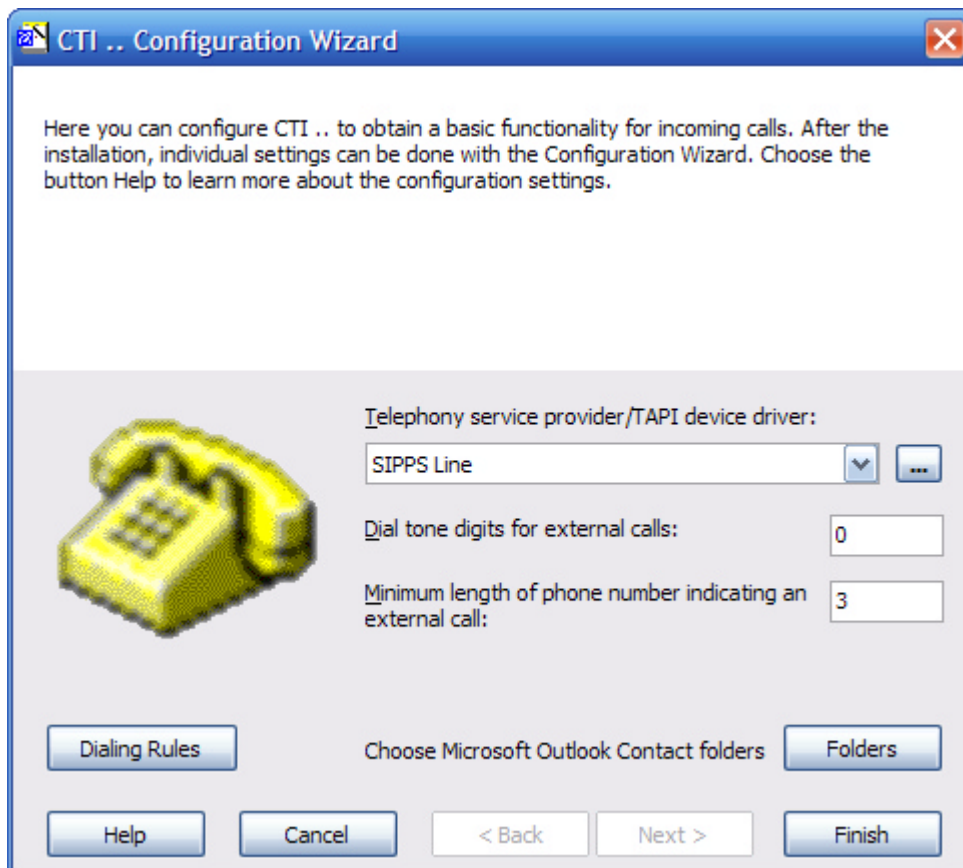 CTI .. Configuration Wizard
Here you can configure CTI .. to obtain a basic functionality for incoming calls. After the
installation, individual settings can be done with the Configuration Wizard. Choose the
button Help to learn more about the configuration settings.
Telephony service provider/TAPI device driver:
SIPPS Line
...
Dial tone digits for external calls:
0
Minimum length of phone number indicating an
external call:
3
Dialing Rules
Choose Microsoft Outlook Contact folders
Folders
Help
Cancel
< Back
Next >
Finish